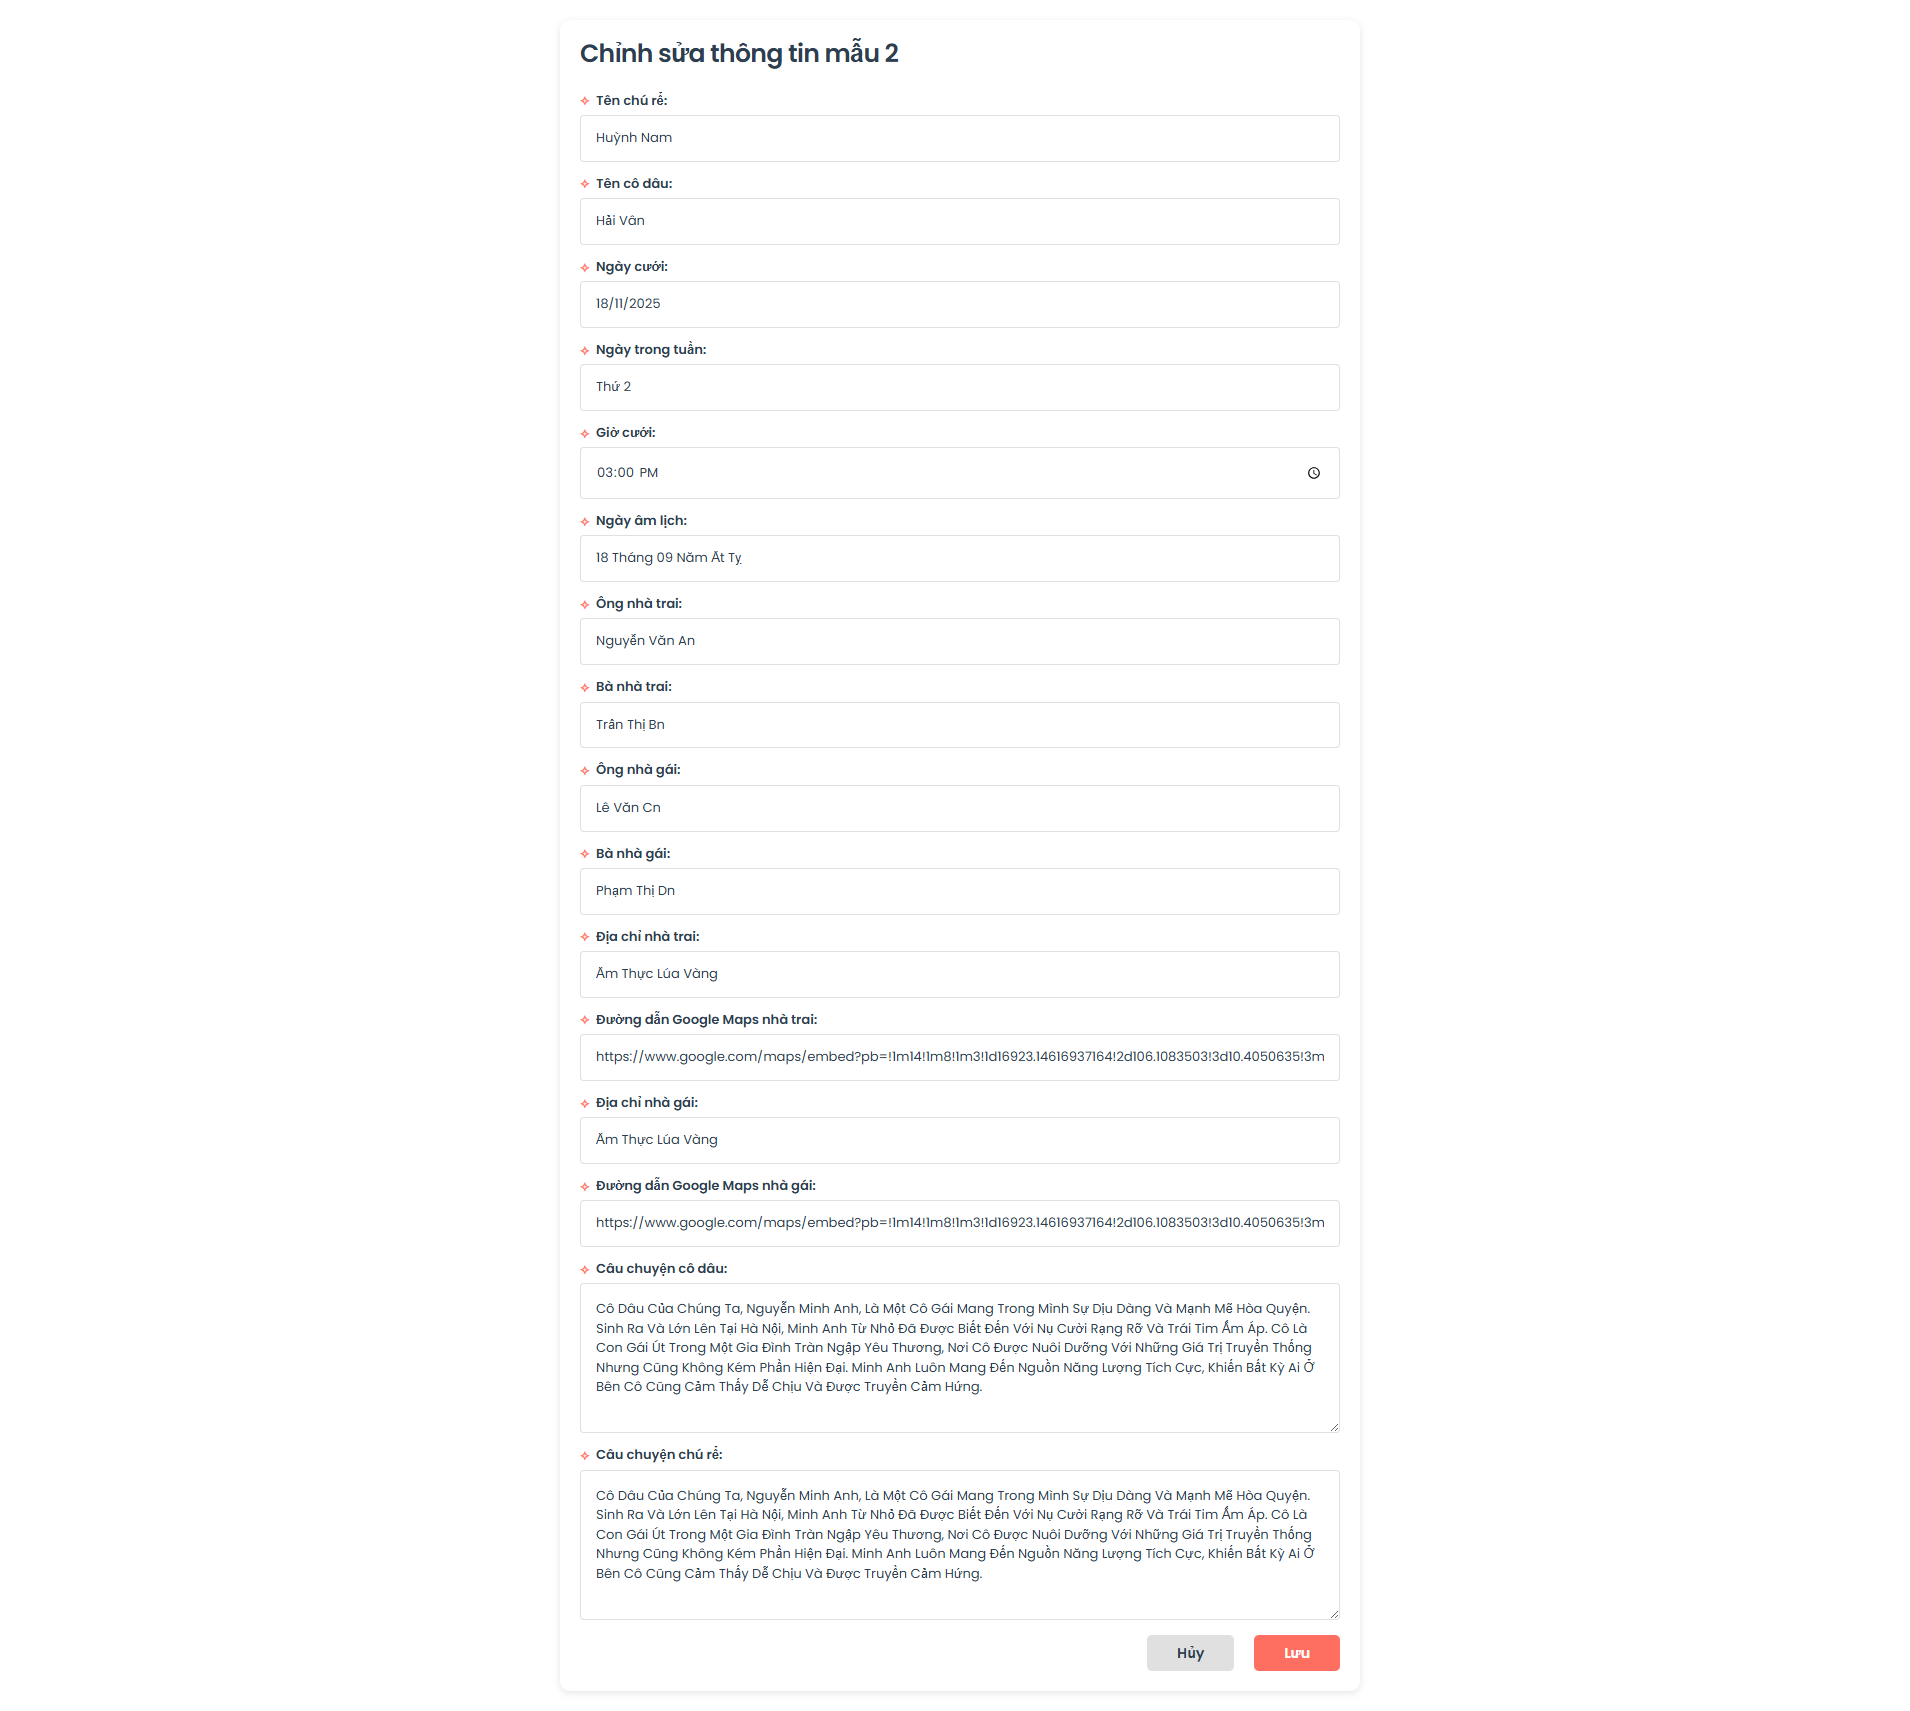 Chỉnh sửa thông tin mẫu 2
Tên chú rể:
Huỳnh Nam
Tên cô dâu:
Hải Vân
Ngày cưới:
18/11/2025
Ngày trong tuần:
Thứ 2
Giờ cưới:
03:00 PM
Ngày âm lịch:
18 Tháng 09 Năm Ất Tỵ
Ông nhà trai:
Nguyễn Văn An
Bà nhà trai:
Trần Thị Bn
Ông nhà gái:
Lê Văn Cn
Bà nhà gái:
Phạm Thị Dn
Địa chỉ nhà trai:
Ẩm Thực Lúa Vàng
Đường dẫn Google Maps nhà trai:
https://www.google.com/maps/embed?pb=!1m14!1m8!1m3!1d16923.14616937164!2d106.1083503!3d10.4050635!3m
Địa chỉ nhà gái:
Ẩm Thực Lúa Vàng
Đường dẫn Google Maps nhà gái:
https://www.google.com/maps/embed?pb=!1m14!1m8!1m3!1d16923.14616937164!2d106.1083503!3d10.4050635!3m
Câu chuyện cô dâu:
Cô Dâu Của Chúng Ta, Nguyễn Minh Anh, Là Một Cô Gái Mang Trong Mình Sự Dịu Dàng Và Mạnh Mẽ Hòa Quyện.
Sinh Ra Và Lớn Lên Tại Hà Nội, Minh Anh Từ Nhỏ Đã Được Biết Đến Với Nụ Cười Rạng Rỡ Và Trái Tim Ấm Áp. Cô Là
Con Gái Út Trong Một Gia Đình Tràn Ngập Yêu Thương, Nơi Cô Được Nuôi Dưỡng Với Những Giá Trị Truyền Thống
Nhưng Cũng Không Kém Phần Hiện Đại. Minh Anh Luôn Mang Đến Nguồn Năng Lượng Tích Cực, Khiến Bất Kỳ Ai Ở
Bên Cô Cũng Cảm Thấy Dễ Chịu Và Được Truyền Cảm Hứng.
Câu chuyện chú rể:
Cô Dâu Của Chúng Ta, Nguyễn Minh Anh, Là Một Cô Gái Mang Trong Mình Sự Dịu Dàng Và Mạnh Mẽ Hòa Quyện.
Sinh Ra Và Lớn Lên Tại Hà Nội, Minh Anh Từ Nhỏ Đã Được Biết Đến Với Nụ Cười Rạng Rỡ Và Trái Tim Ấm Áp. Cô Là
Con Gái Út Trong Một Gia Đình Tràn Ngập Yêu Thương, Nơi Cô Được Nuôi Dưỡng Với Những Giá Trị Truyền Thống
Nhưng Cũng Không Kém Phần Hiện Đại. Minh Anh Luôn Mang Đến Nguồn Năng Lượng Tích Cực, Khiến Bất Kỳ Ai Ở
Bên Cô Cũng Cảm Thấy Dễ Chịu Và Được Truyền Cảm Hứng.
Hủy
Lưu